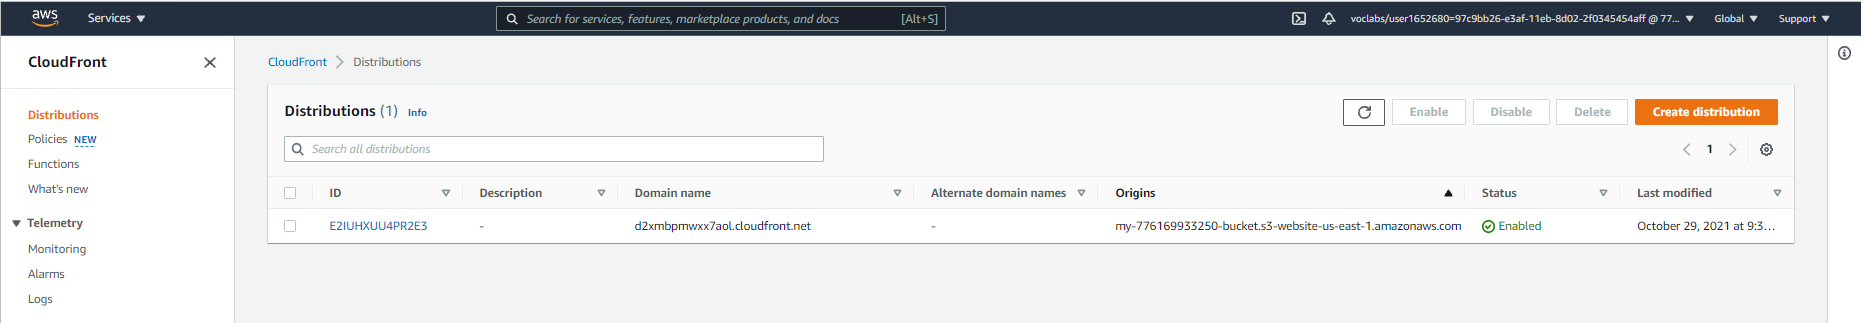 aws Services Search for services, features, marketplace products, and docs [Alt+S] voclabs/user1652680=97c9bb26-e3af-11eb-8d02-2f0345454aff @ 77... Global Support
CloudFront
Distributions
Policies NEW
Functions
What's new
Telemetry
Monitoring
Alarms
Logs
CloudFront Distributions
Distributions (1) Info Enable Disable Delete Create distribution
Search all distributions 1
ID Description Domain name Alternate domain names Origins Status Last modified
E2IUHXUU4PR2E3 - d2xmbpmwxx7aol.cloudfront.net - my-776169933250-bucket.s3-website-us-east-1.amazonaws.com Enabled October 29, 2021 at 9:3...